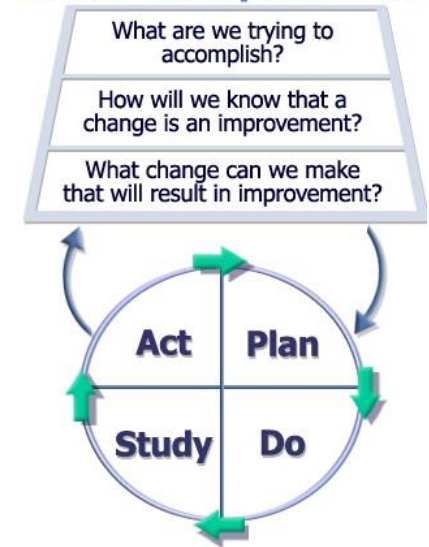 What are we trying to
accomplish?
How will we know that a
change is an improvement?
What change can we make
that will result in improvement?
Act
Plan
Study
Do